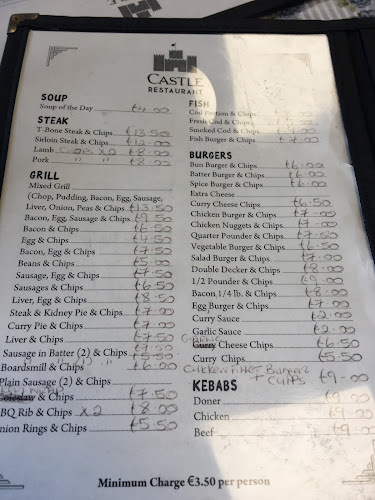 CASTLE
RESTAURANT
SOUP
Soup of the Day €4.00
STEAK
T-Bone Steak & Chips €13.50
Sirloin Steak & Chips €12.00
Lamb CHOPS X2 €8.00
Pork " " €8.00
GRILL
Mixed Grill
(Chop, Pudding, Bacon, Egg, Sausage,
Liver, Onion, Peas & Chips €13.50
Bacon, Egg, Sausage & Chips €9.50
Bacon & Chips €6.50
Egg & Chips €4.50
Bacon, Egg & Chips €7.50
Beans & Chips €5.00
Sausage, Egg & Chips €7.50
Sausages & Chips €6.50
Liver, Egg & Chips €8.50
Steak & Kidney Pie & Chips €7.00
Curry Pie & Chips €7.00
Liver & Chips €7.50
Sausage in Batter (2) & Chips
Boardsmill & Chips €6.00
Plain Sausage (2) & Chips
& Chips €7.50
BQ Rib & Chips X2 €8.00
nion Rings & Chips €5.50
FISH
Cod Portion & Chips
Fresh Cod & Chips
Smoked Cod & Chips
Fish Burger & Chips €7.00
BURGERS
Bun Burger & Chips €6.00
Batter Burger & Chips €6.00
Spice Burger & Chips €6.00
Extra Cheese
Curry Cheese Chips €6.50
Chicken Burger & Chips €7.00
Chicken Nuggets & Chips €7.00
Quarter Pounder & Chips €7.50
Vegetable Burger & Chips €6.50
Salad Burger & Chips €7.00
Double Decker & Chips €8.00
1/2 Pounder & Chips €9.00
Bacon 1/4 lb. & Chips €8.00
Egg Burger & Chips €7.00
Curry Sauce €2.00
Garlic Sauce €2.00
GARLIC
Curry Cheese Chips €6.50
Curry Chips €5.50
CHICKEN FILLET BURGER
+ CHIPS €9.00
KEBABS
Doner €9.00
Chicken €9.00
Beef €9.00
Minimum Charge €3.50 per person